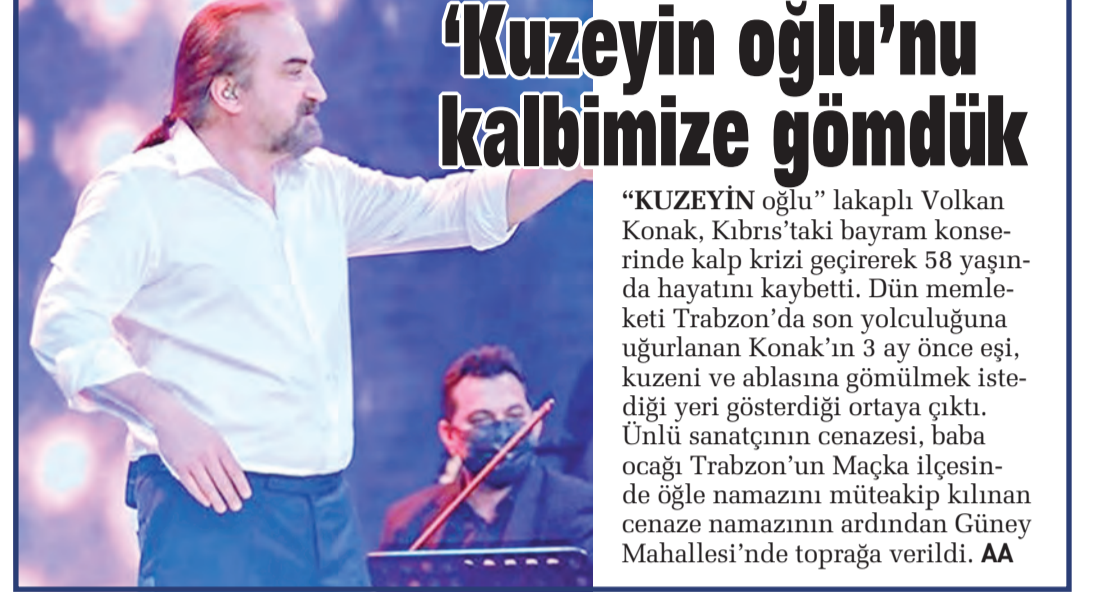 ‘Kuzeyin oğlu’nu
kalbimize gömdük
“KUZEYİN oğlu” lakaplı Volkan
Konak, Kıbrıs’taki bayram konse-
rinde kalp krizi geçirerek 58 yaşın-
da hayatını kaybetti. Dün memle-
keti Trabzon’da son yolculuğuna
uğurlanan Konak’ın 3 ay önce eşi,
kuzeni ve ablasına gömülmek iste-
diği yeri gösterdiği ortaya çıktı.
Ünlü sanatçının cenazesi, baba
ocağı Trabzon’un Maçka ilçesin-
de öğle namazını müteakip kılınan
cenaze namazının ardından Güney
Mahallesi’nde toprağa verildi. AA